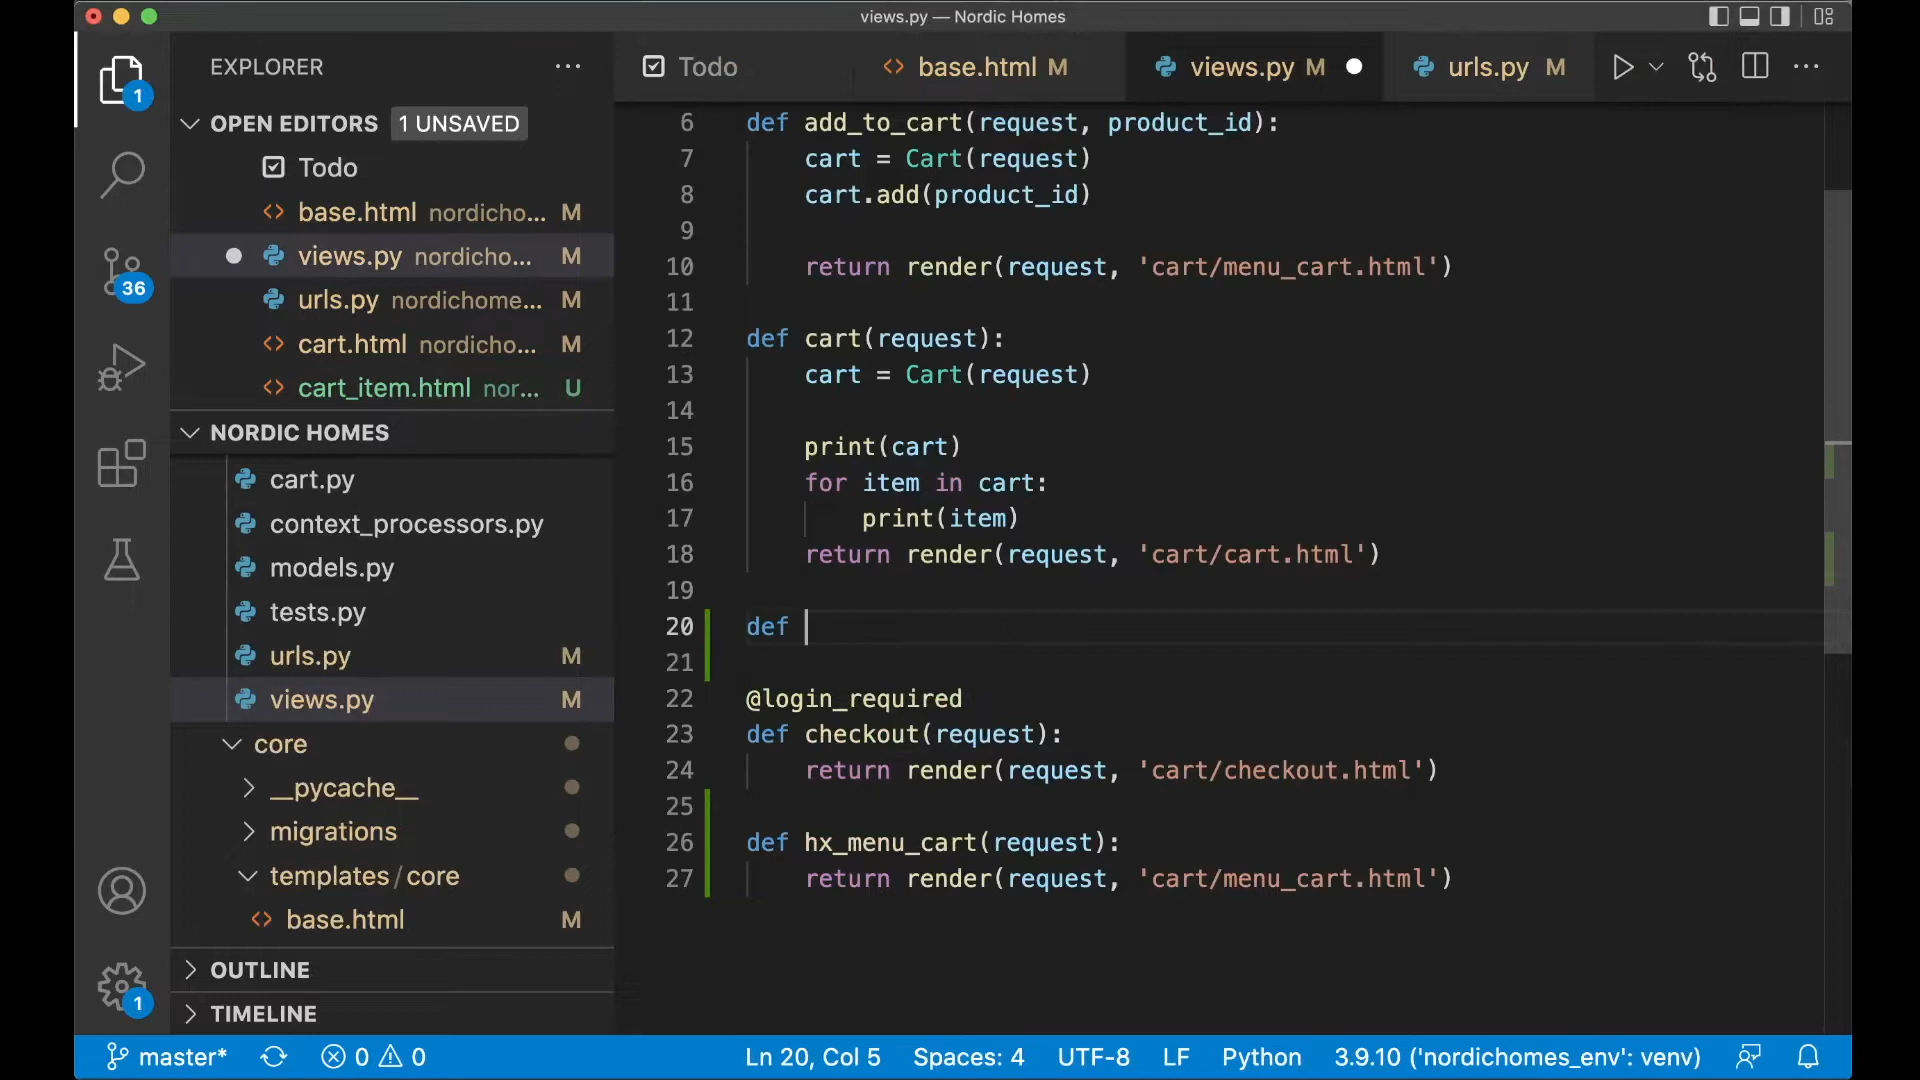 views.py — Nordic Homes
EXPLORER
1
OPEN EDITORS 1 UNSAVED
Todo
base.html nordicho... M
views.py nordicho... M
urls.py nordichome... M
cart.html nordicho... M
cart_item.html nor... U
36
NORDIC HOMES
cart.py
context_processors.py
models.py
tests.py
urls.py M
views.py M
core
__pycache__
migrations
templates/core
base.html M
OUTLINE
TIMELINE
1
Todo
base.html M
views.py M
urls.py M
6 def add_to_cart(request, product_id):
7 cart = Cart(request)
8 cart.add(product_id)
9
10 return render(request, 'cart/menu_cart.html')
11
12 def cart(request):
13 cart = Cart(request)
14
15 print(cart)
16 for item in cart:
17 print(item)
18 return render(request, 'cart/cart.html')
19
20 def
21
22 @login_required
23 def checkout(request):
24 return render(request, 'cart/checkout.html')
25
26 def hx_menu_cart(request):
27 return render(request, 'cart/menu_cart.html')
master* 0 0 Ln 20, Col 5 Spaces: 4 UTF-8 LF Python 3.9.10 ('nordichomes_env': venv)